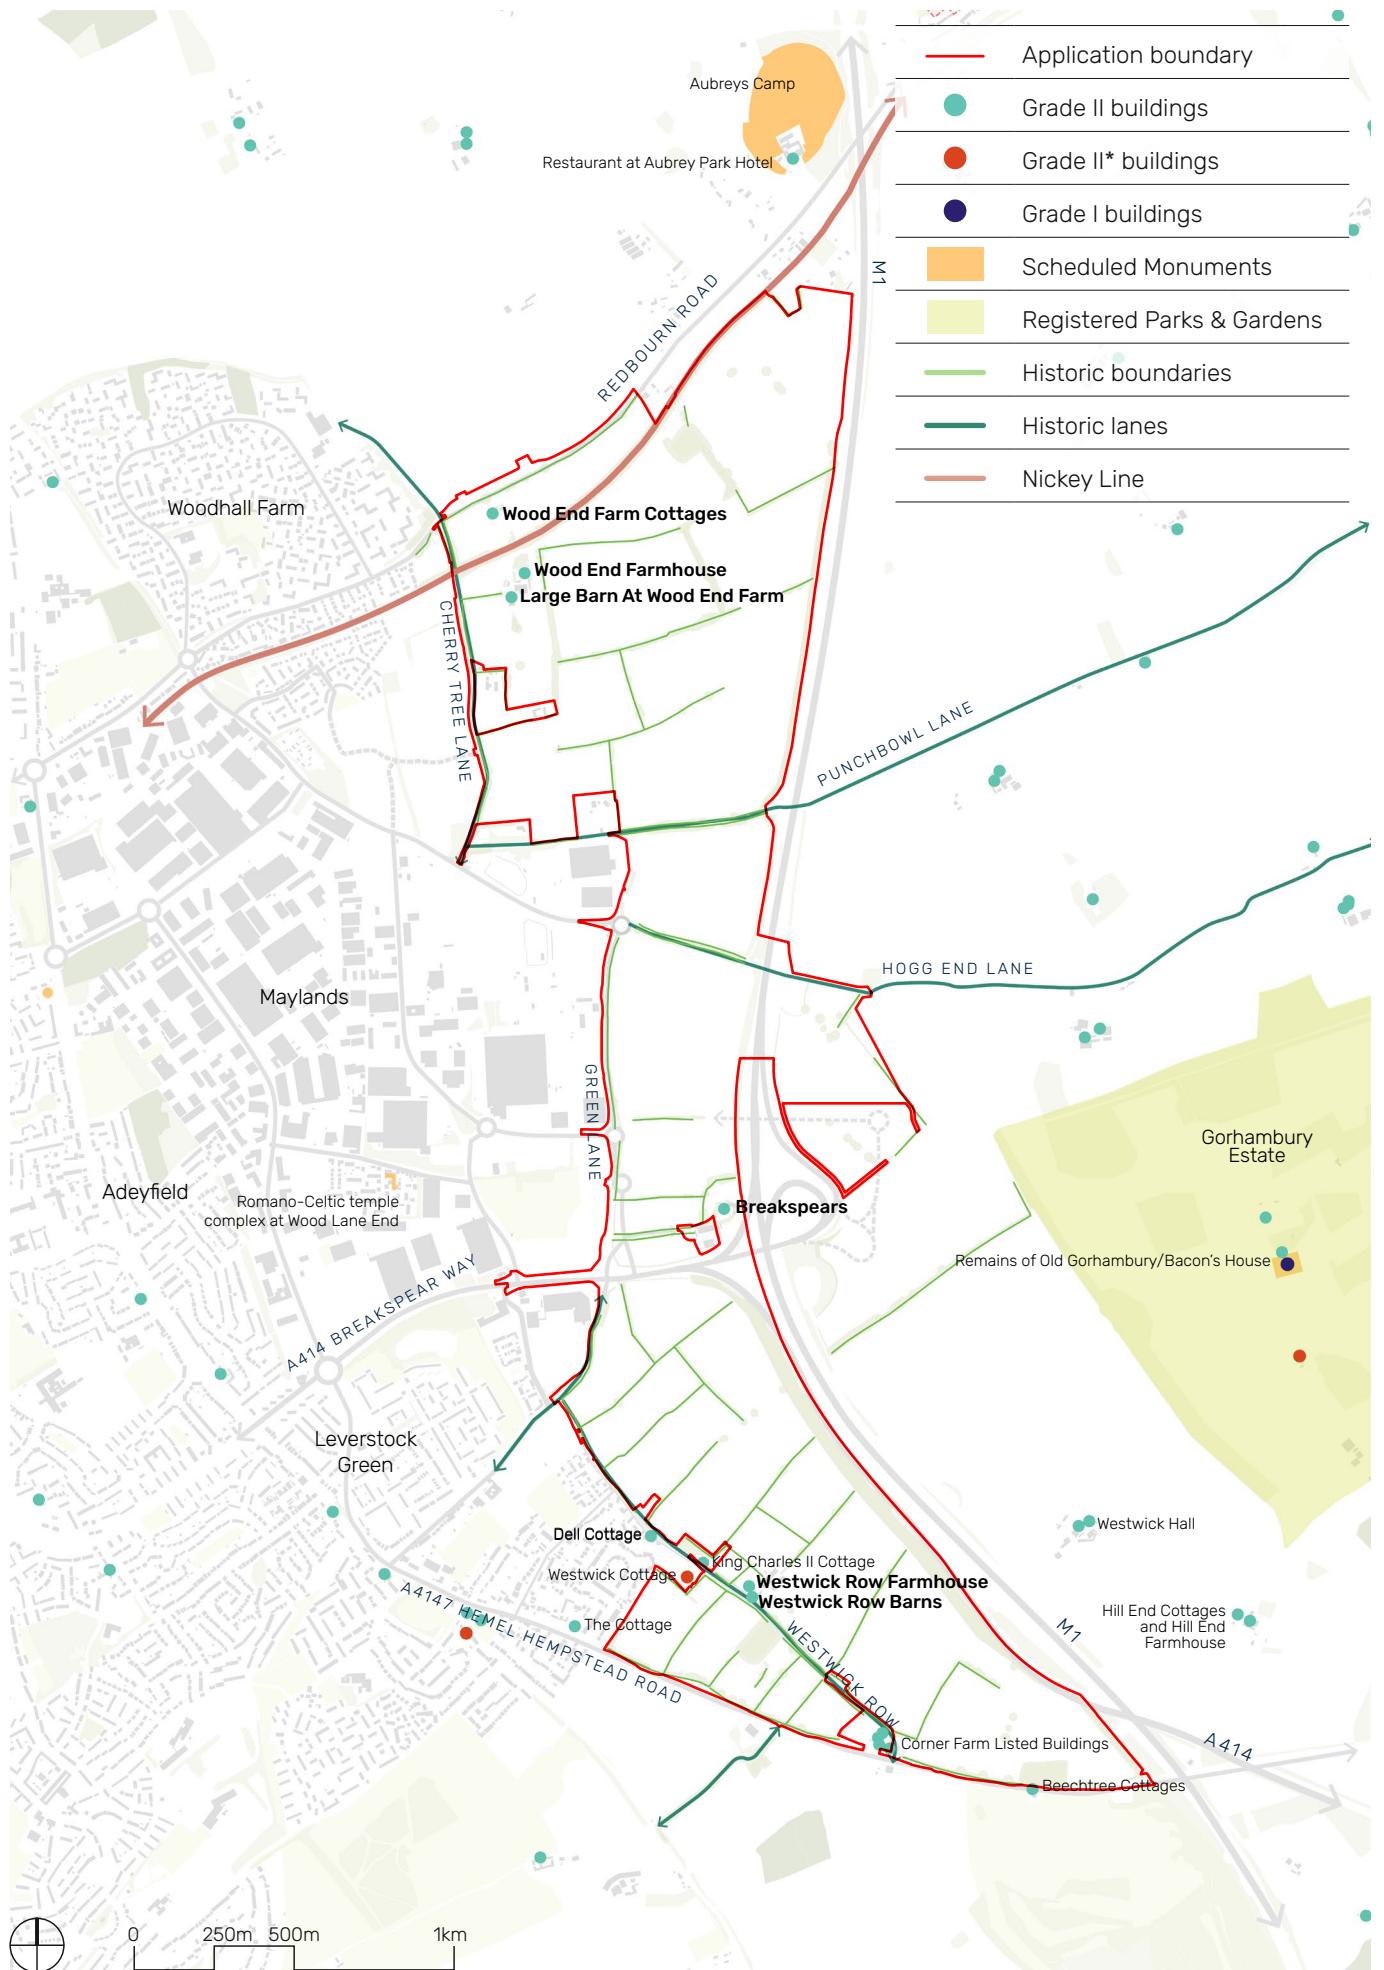 Application boundary
Grade II buildings
Grade II* buildings
Grade I buildings
Scheduled Monuments
Registered Parks & Gardens
Historic boundaries
Historic lanes
Nickey Line
Aubreys Camp
Restaurant at Aubrey Park Hotel
M1
REDBOURN ROAD
Woodhall Farm
Wood End Farm Cottages
Wood End Farmhouse
Large Barn At Wood End Farm
CHERRY TREE LANE
PUNCHBOWL LANE
HOGG END LANE
Maylands
GREEN LANE
Gorhambury
Estate
Adeyfield
Romano-Celtic temple
complex at Wood Lane End
Breakspears
Remains of Old Gorhambury/Bacon's House
A414 BREAKSPEAR WAY
Leverstock
Green
Dell Cottage
Westwick Hall
King Charles II Cottage
Westwick Cottage
Westwick Row Farmhouse
Westwick Row Barns
A4147 HEMEL HEMPSTEAD ROAD
The Cottage
WESTWICK ROW
M1
Hill End Cottages
and Hill End
Farmhouse
Corner Farm Listed Buildings
A414
Beechtree Cottages
0 250m 500m 1km